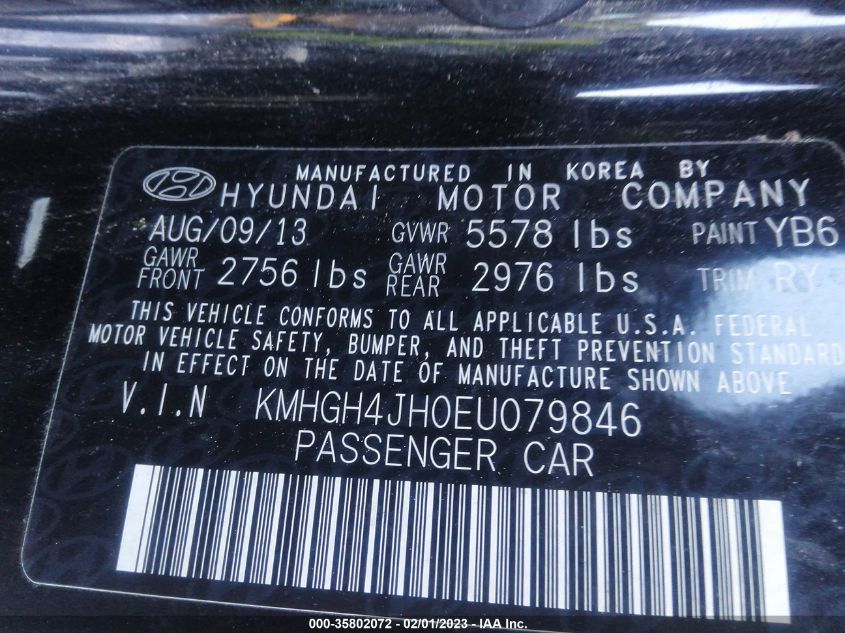 MANUFACTURED IN KOREA BY
HYUNDAI MOTOR COMPANY
AUG/09/13 GVWR 5578 lbs PAINT YB6
GAWR FRONT 2756 lbs GAWR REAR 2976 lbs TRIM RY
THIS VEHICLE CONFORMS TO ALL APPLICABLE U.S.A. FEDERAL
MOTOR VEHICLE SAFETY, BUMPER, AND THEFT PREVENTION STANDARD
IN EFFECT ON THE DATE OF MANUFACTURE SHOWN ABOVE
V.I.N KMHGH4JH0EU079846
PASSENGER CAR
000-35802072 - 02/01/2023 - IAA Inc.